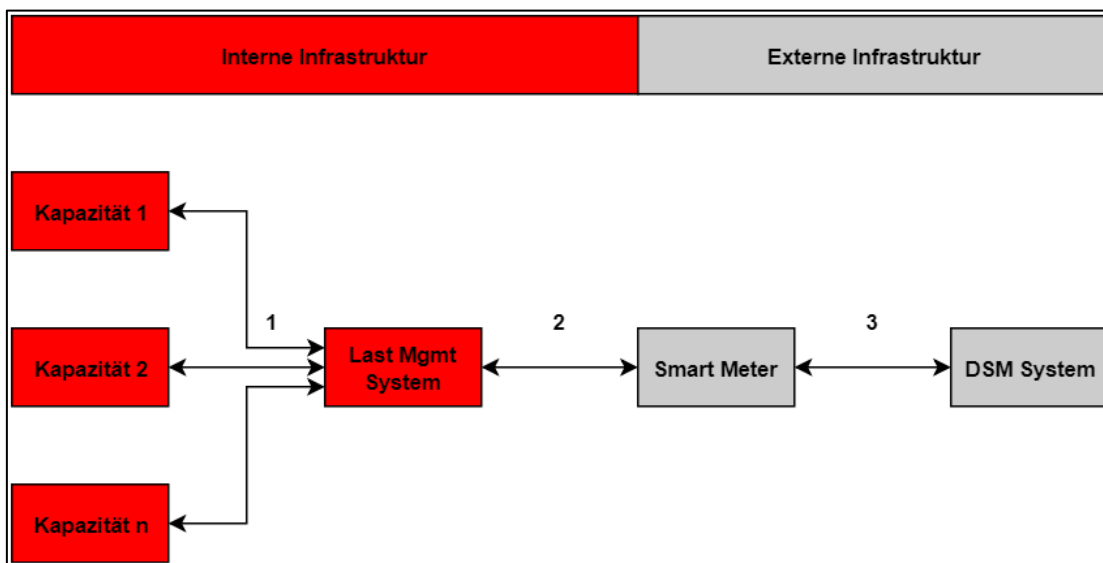 Interne Infrastruktur
Externe Infrastruktur
Kapazität 1
1
2
3
Kapazität 2
Last Mgmt
System
Smart Meter
DSM System
Kapazität n